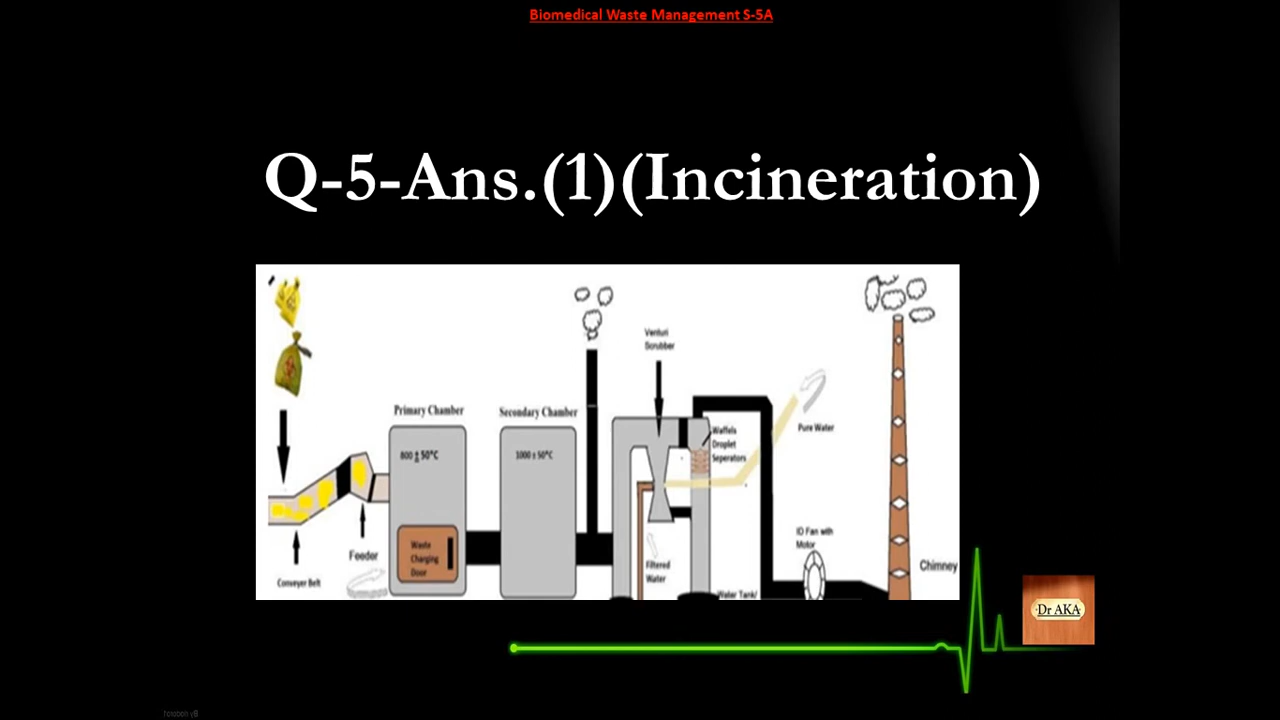 Biomedical Waste Management S-5A
Q-5-Ans.(1)(Incineration)
Venturi
Scrubber
Primary Chamber
Secondary Chamber
800 ± 50°C
1000 ± 50°C
Waffels
Droplet
Seperators
Pure Water
Feeder
Conveyer Belt
Waste
Charging
Door
Filtered
Water
Water Tank/
ID Fan with
Motor
Chimney
Dr AKA